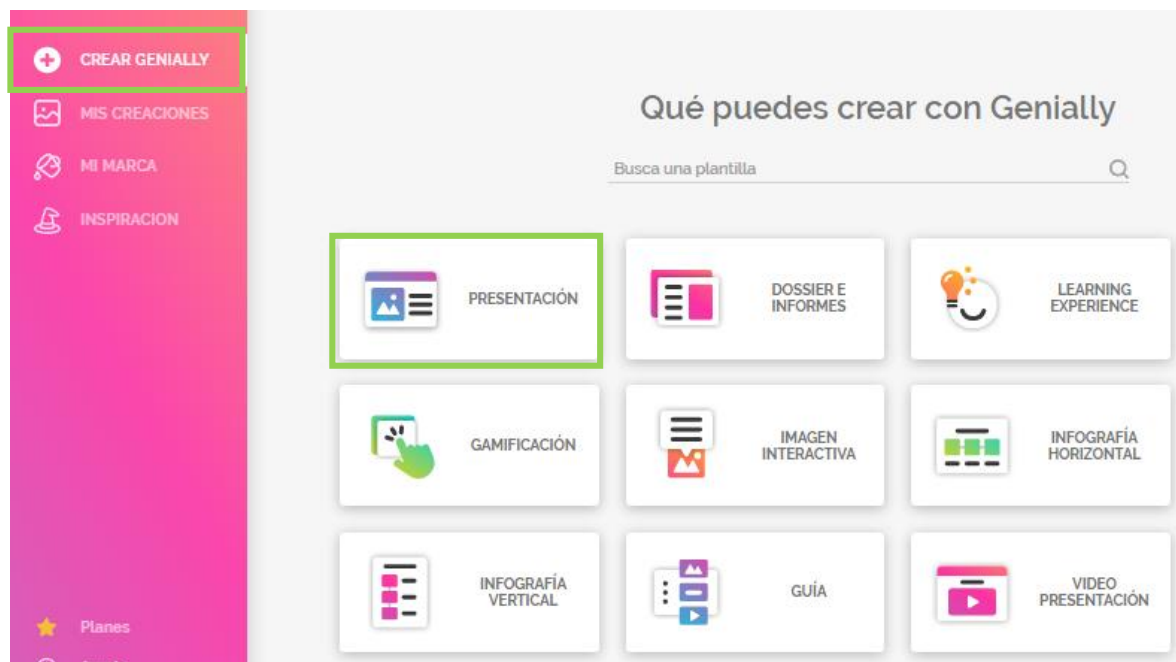 CREAR GENIALLY
MIS CREACIONES
MI MARCA
INSPIRACION
Planes
Qué puedes crear con Genially
Busca una plantilla
PRESENTACIÓN
DOSSIER E
INFORMES
LEARNING
EXPERIENCE
GAMIFICACIÓN
IMAGEN
INTERACTIVA
INFOGRAFÍA
HORIZONTAL
INFOGRAFÍA
VERTICAL
GUÍA
VIDEO
PRESENTACIÓN